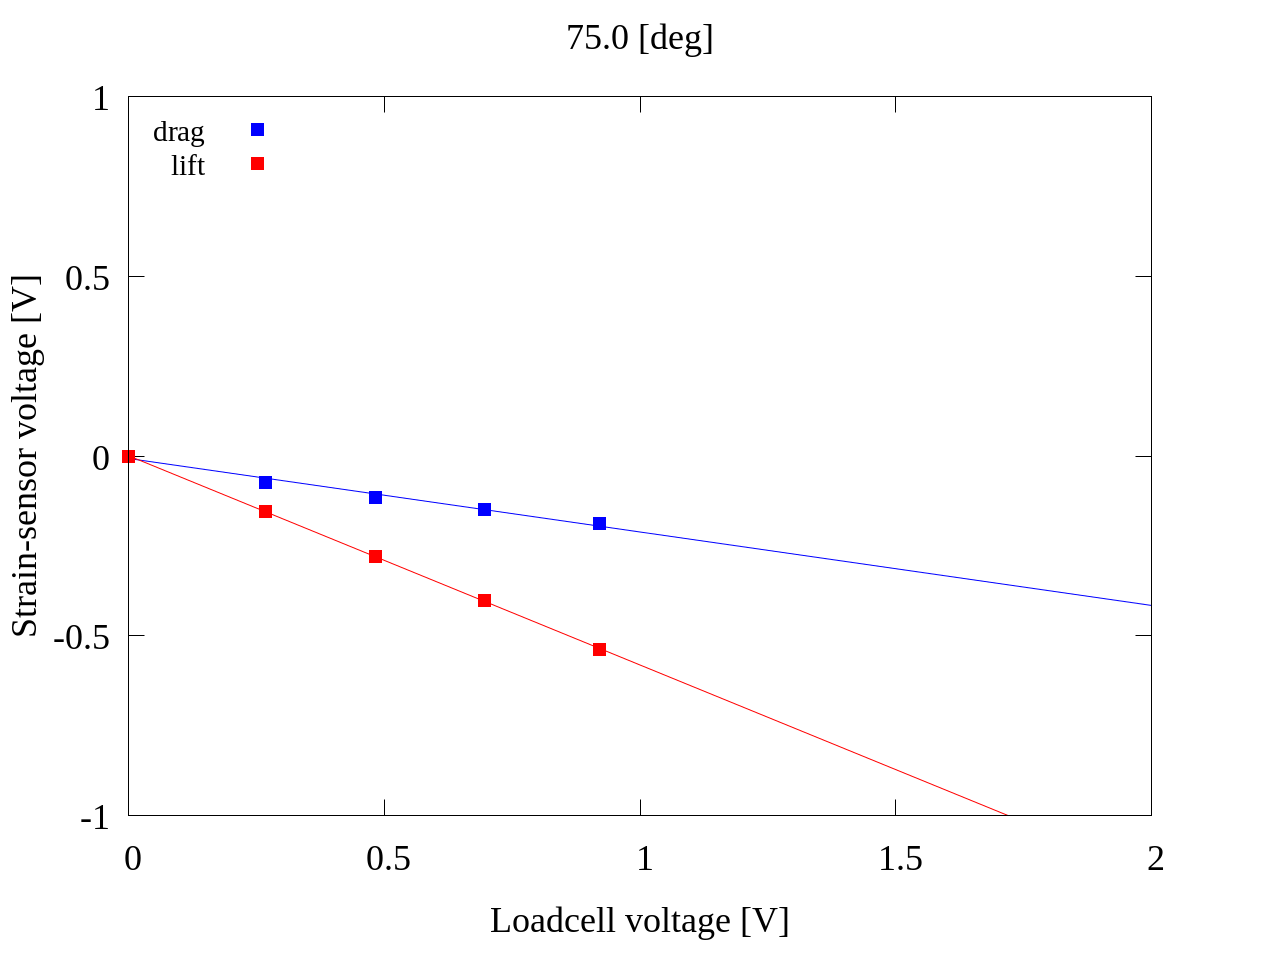 75.0 [deg]
drag
lift
1
0.5
0
-0.5
-1
Strain-sensor voltage [V]
0 0.5 1 1.5 2
Loadcell voltage [V]